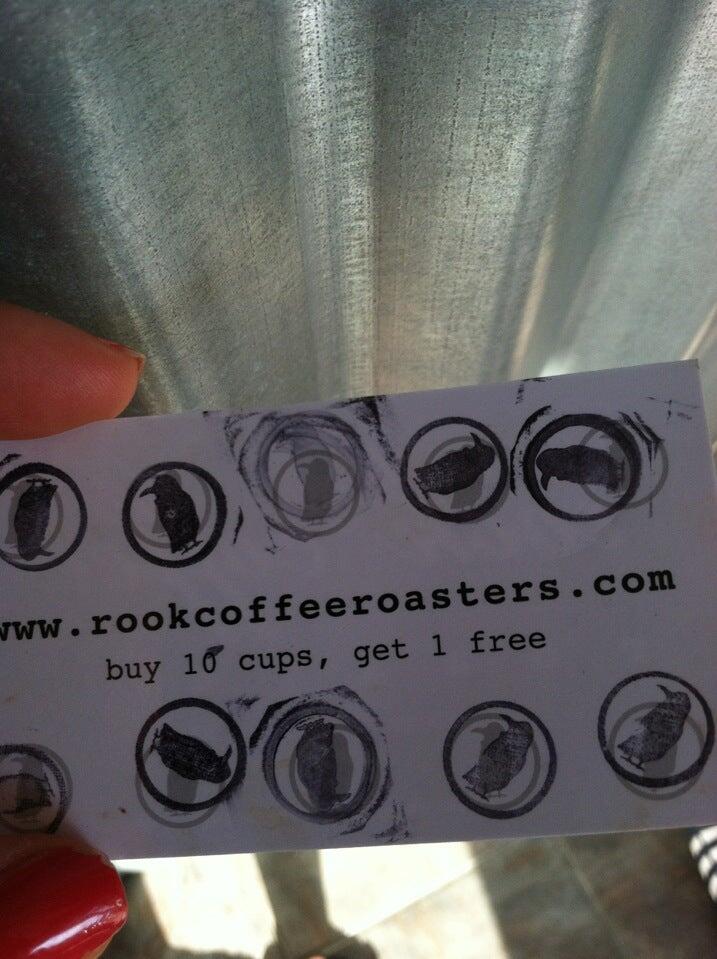 www.rookcoffeeroasters.com
buy 10 cups, get 1 free